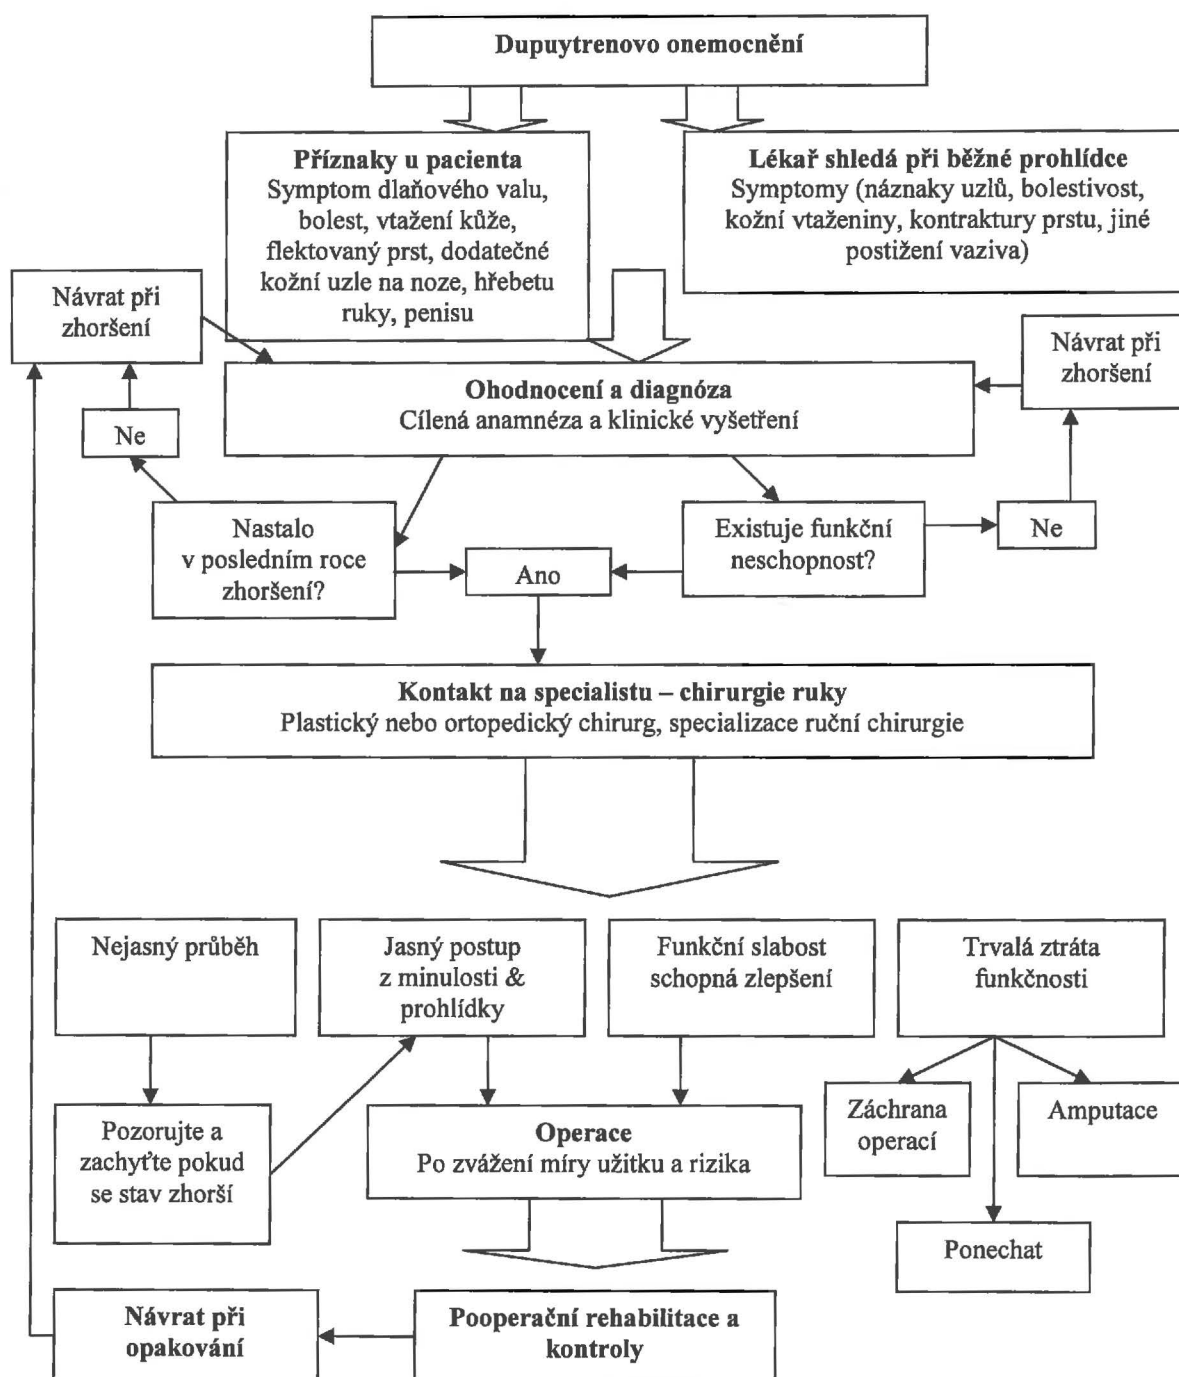 Dupuytrenovo onemocnění
Příznaky u pacienta
Symptom dlaňového valu,
bolest, vtažení kůže,
flektovaný prst, dodatečné
kožní uzle na noze, hřebetu
ruky, penisu
Lékař shledá při běžné prohlídce
Symptomy (náznaky uzlů, bolestivost,
kožní vtaženiny, kontraktury prstu, jiné
postižení vaziva)
Návrat při
zhoršení
Návrat při
zhoršení
Ohodnocení a diagnóza
Cílená anamnéza a klinické vyšetření
Ne
Nastalo
v posledním roce
zhoršení?
Ano
Existuje funkční
neschopnost?
Ne
Kontakt na specialistu – chirurgie ruky
Plastický nebo ortopedický chirurg, specializace ruční chirurgie
Nejasný průběh
Jasný postup
z minulosti &
prohlídky
Funkční slabost
schopná zlepšení
Trvalá ztráta
funkčnosti
Pozorujte a
zachyťte pokud
se stav zhorší
Operace
Po zvážení míry užitku a rizika
Záchrana
operací
Amputace
Ponechat
Návrat při
opakování
Pooperační rehabilitace a
kontroly